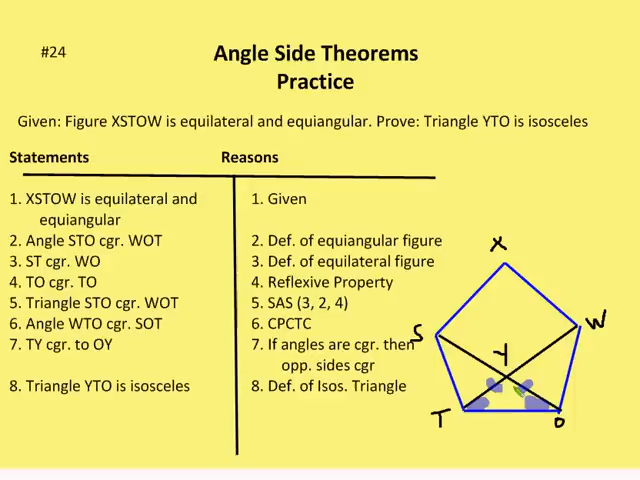 #24
Angle Side Theorems
Practice
Given: Figure XSTOW is equilateral and equiangular. Prove: Triangle YTO is isosceles
Statements
Reasons
1. XSTOW is equilateral and
equiangular
1. Given
2. Angle STO cgr. WOT
2. Def. of equiangular figure
3. ST cgr. WO
3. Def. of equilateral figure
4. TO cgr. TO
4. Reflexive Property
5. Triangle STO cgr. WOT
5. SAS (3, 2, 4)
6. Angle WTO cgr. SOT
6. CPCTC
7. TY cgr. to OY
7. If angles are cgr. then
opp. sides cgr
8. Triangle YTO is isosceles
8. Def. of Isos. Triangle
X
S
W
Y
T
O